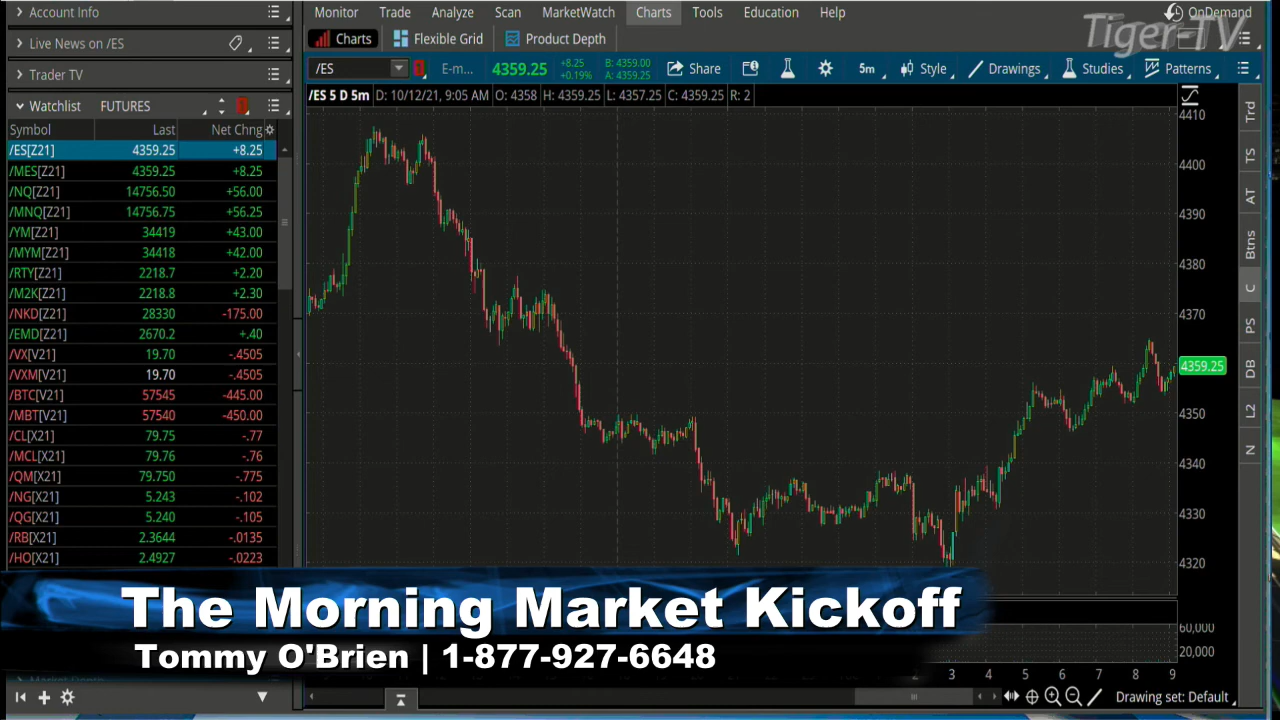 Account Info
Live News on /ES
Trader TV
Watchlist FUTURES
Symbol Last Net Chng
/ES[Z21] 4359.25 +8.25
/MES[Z21] 4359.25 +8.25
/NQ[Z21] 14756.50 +56.00
/MNQ[Z21] 14756.75 +56.25
/YM[Z21] 34419 +43.00
/MYM[Z21] 34418 +42.00
/RTY[Z21] 2218.7 +2.20
/M2K[Z21] 2218.8 +2.30
/NKD[Z21] 28330 -175.00
/EMD[Z21] 2670.2 +.40
/VX[V21] 19.70 -.4505
/VXM[V21] 19.70 -.4505
/BTC[V21] 57545 -445.00
/MBT[V21] 57540 -450.00
/CL[X21] 79.75 -.77
/MCL[X21] 79.76 -.76
/QM[X21] 79.750 -.775
/NG[X21] 5.243 -.102
/QG[X21] 5.240 -.105
/RB[X21] 2.3644 -.0135
/HO[X21] 2.4927 -.0223
Monitor Trade Analyze Scan MarketWatch Charts Tools Education Help OnDemand
Tiger-TV
Charts Flexible Grid Product Depth
/ES E-m... 4359.25 +8.25 +0.19% B: 4359.00 A: 4359.25 Share 5m Style Drawings Studies Patterns
/ES 5 D 5m D: 10/12/21, 9:05 AM O: 4358 H: 4359.25 L: 4357.25 C: 4359.25 R: 2
4410
4400
4390
4380
4370
4359.25
4350
4340
4330
4320
60,000
20,000
Trd
TS
AT
Btns
C
PS
DB
L2
N
The Morning Market Kickoff
Tommy O'Brien | 1-877-927-6648
2 3 4 5 6 7 8 9
Drawing set: Default